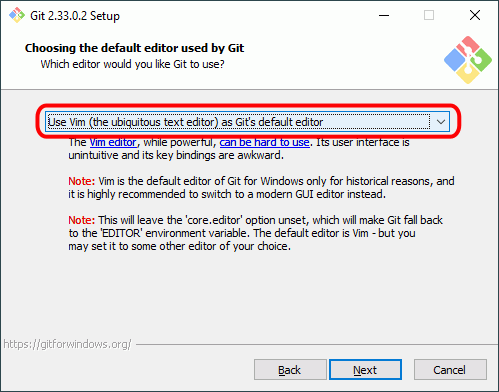 Git 2.33.0.2 Setup
Choosing the default editor used by Git
Which editor would you like Git to use?
Use Vim (the ubiquitous text editor) as Git's default editor
The Vim editor, while powerful, can be hard to use. Its user interface is
unintuitive and its key bindings are awkward.
Note: Vim is the default editor of Git for Windows only for historical reasons, and
it is highly recommended to switch to a modern GUI editor instead.
Note: This will leave the 'core.editor' option unset, which will make Git fall back
to the 'EDITOR' environment variable. The default editor is Vim - but you
may set it to some other editor of your choice.
https://gitforwindows.org/
Back
Next
Cancel